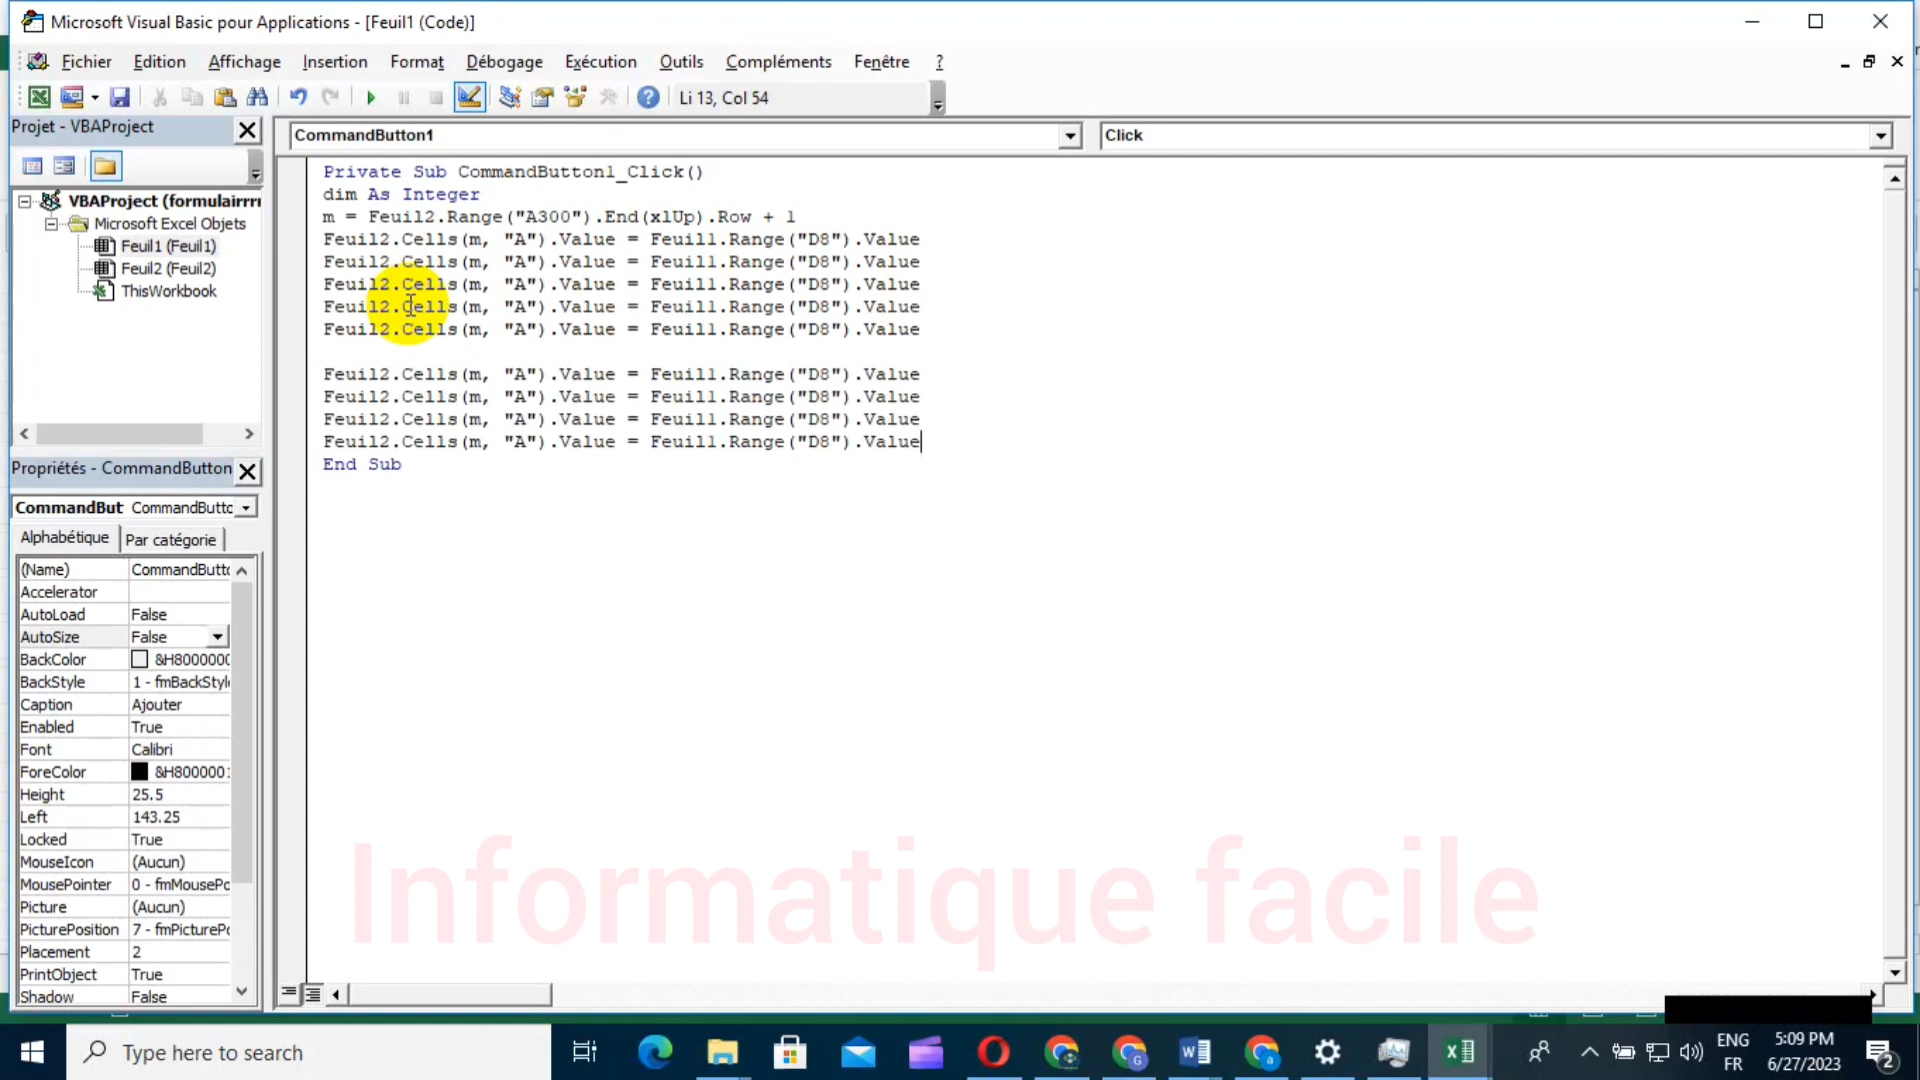 Microsoft Visual Basic pour Applications - [Feuil1 (Code)]
Fichier Edition Affichage Insertion Format Débogage Exécution Outils Compléments Fenêtre ?
Li 13, Col 54
Projet - VBAProject
CommandButton1
Click
VBAProject (formulairrr
Microsoft Excel Objets
Feuil1 (Feuil1)
Feuil2 (Feuil2)
ThisWorkbook
Private Sub CommandButton1_Click()
dim As Integer
m = Feuil2.Range("A300").End(xlUp).Row + 1
Feuil2.Cells(m, "A").Value = Feuil1.Range("D8").Value
Feuil2.Cells(m, "A").Value = Feuil1.Range("D8").Value
Feuil2.Cells(m, "A").Value = Feuil1.Range("D8").Value
Feuil2.Cells(m, "A").Value = Feuil1.Range("D8").Value
Feuil2.Cells(m, "A").Value = Feuil1.Range("D8").Value
Feuil2.Cells(m, "A").Value = Feuil1.Range("D8").Value
Feuil2.Cells(m, "A").Value = Feuil1.Range("D8").Value
Feuil2.Cells(m, "A").Value = Feuil1.Range("D8").Value
Feuil2.Cells(m, "A").Value = Feuil1.Range("D8").Value
End Sub
Propriétés - CommandButton
CommandBut CommandButtc
Alphabétique Par catégorie
(Name) CommandButtc
Accelerator
AutoLoad False
AutoSize False
BackColor &H8000000
BackStyle 1 - fmBackStyl
Caption Ajouter
Enabled True
Font Calibri
ForeColor &H8000001
Height 25.5
Left 143.25
Locked True
MouseIcon (Aucun)
MousePointer 0 - fmMousePo
Picture (Aucun)
PicturePosition 7 - fmPicturePo
Placement 2
PrintObject True
Shadow False
Informatique facile
Type here to search
ENG
FR
5:09 PM
6/27/2023
2